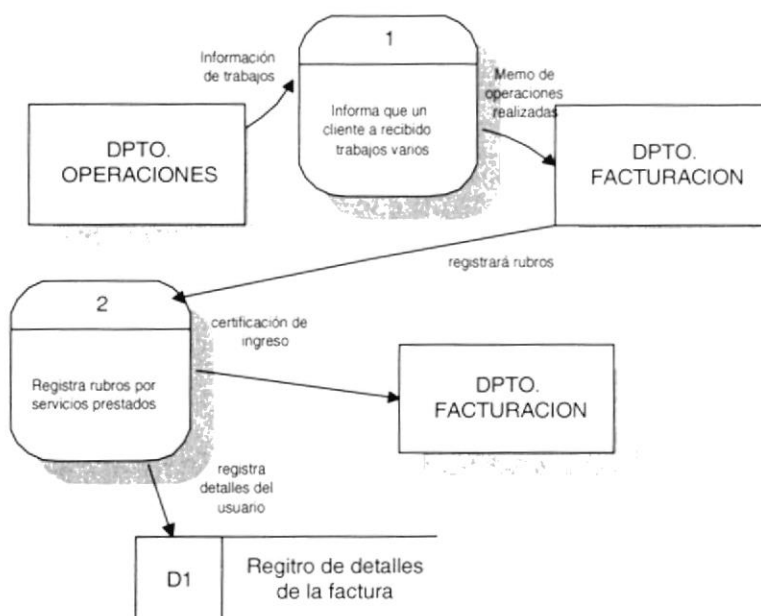 1
Información
de trabajos
Informa que un
cliente a recibido
trabajos varios
Memo de
operaciones
realizadas
DPTO.
OPERACIONES
DPTO.
FACTURACION
registrará rubros
2
Registra rubros por
servicios prestados
certificación de
ingreso
DPTO.
FACTURACION
registra
detalles del
usuario
D1
Regitro de detalles
de la factura